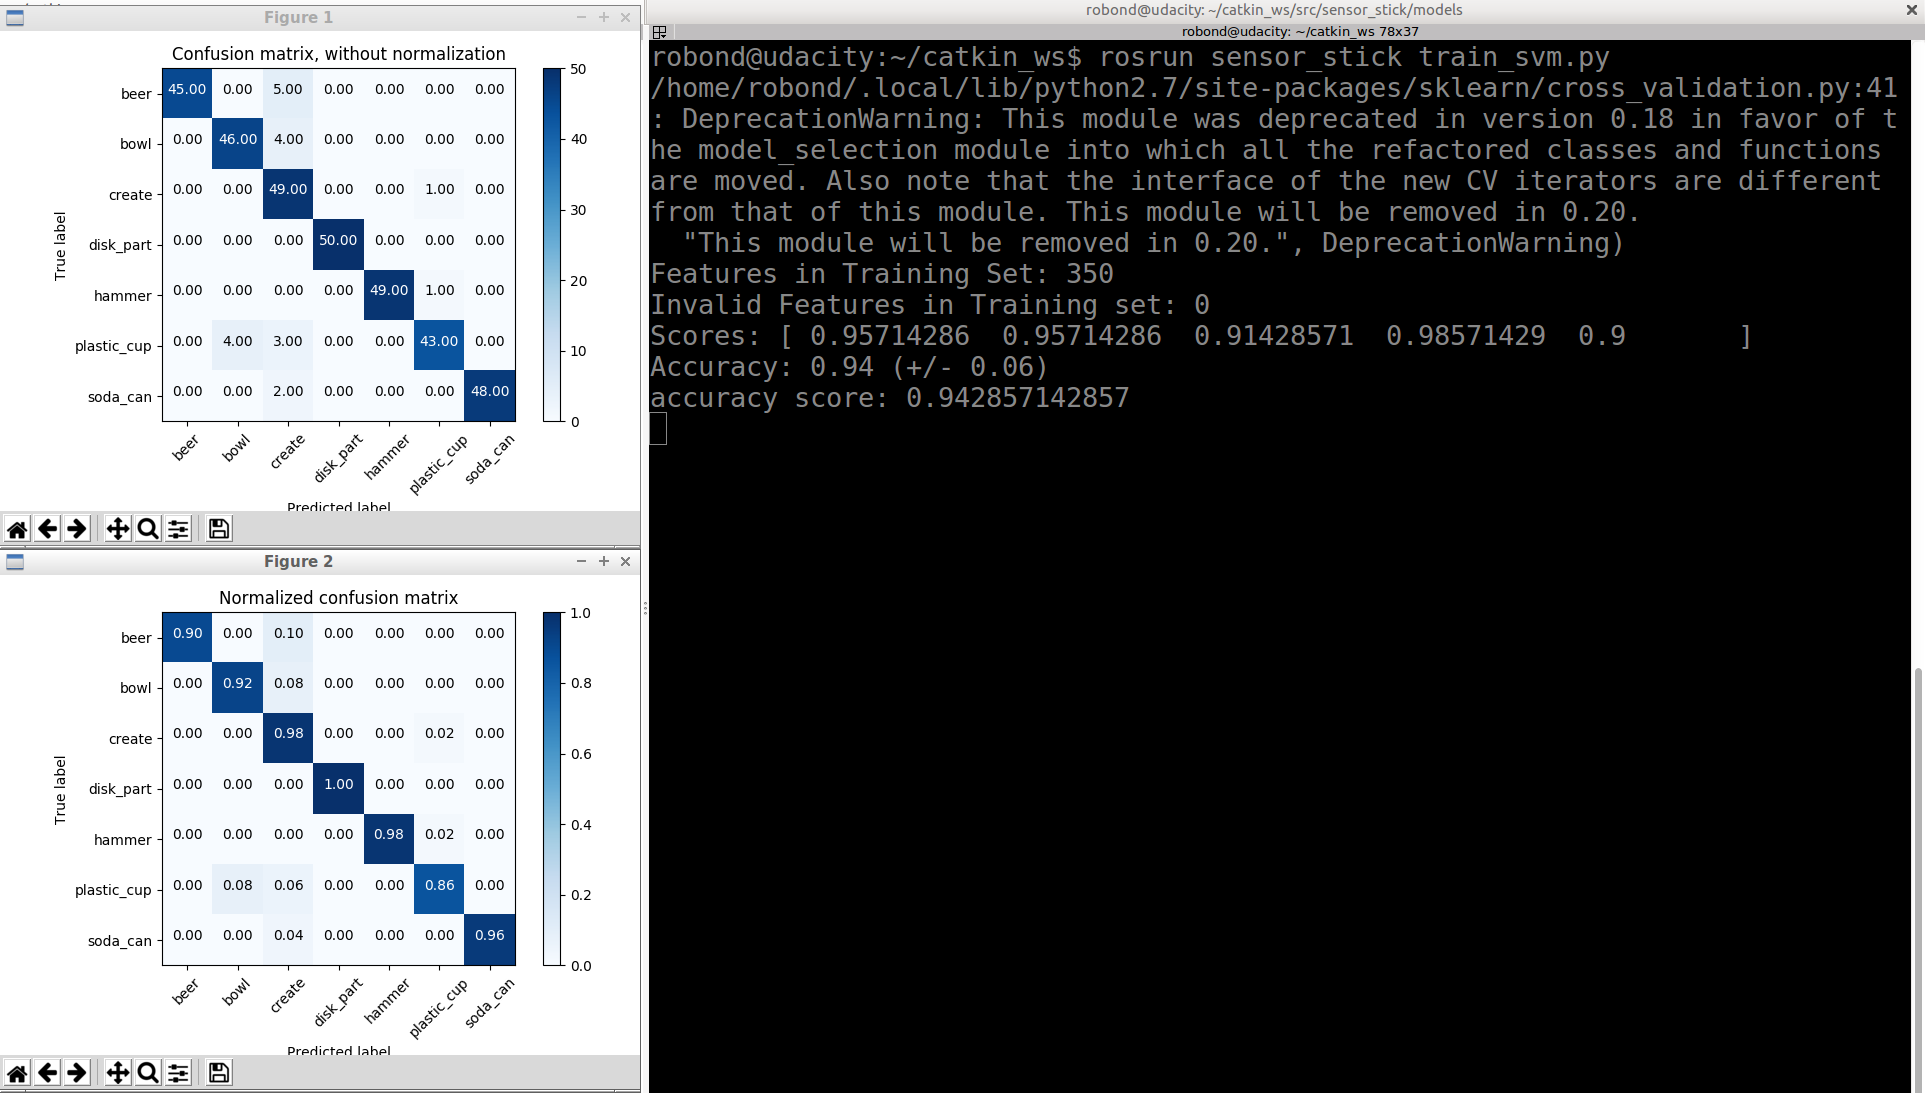 Figure 1
Confusion matrix, without normalization
True label
beer 45.00 0.00 5.00 0.00 0.00 0.00 0.00
bowl 0.00 46.00 4.00 0.00 0.00 0.00 0.00
create 0.00 0.00 49.00 0.00 0.00 1.00 0.00
disk_part 0.00 0.00 0.00 50.00 0.00 0.00 0.00
hammer 0.00 0.00 0.00 0.00 49.00 1.00 0.00
plastic_cup 0.00 4.00 3.00 0.00 0.00 43.00 0.00
soda_can 0.00 0.00 2.00 0.00 0.00 0.00 48.00
beer bowl create disk_part hammer plastic_cup soda_can
Predicted label
50
40
30
20
10
0
Figure 2
Normalized confusion matrix
True label
beer 0.90 0.00 0.10 0.00 0.00 0.00 0.00
bowl 0.00 0.92 0.08 0.00 0.00 0.00 0.00
create 0.00 0.00 0.98 0.00 0.00 0.02 0.00
disk_part 0.00 0.00 0.00 1.00 0.00 0.00 0.00
hammer 0.00 0.00 0.00 0.00 0.98 0.02 0.00
plastic_cup 0.00 0.08 0.06 0.00 0.00 0.86 0.00
soda_can 0.00 0.00 0.04 0.00 0.00 0.00 0.96
beer bowl create disk_part hammer plastic_cup soda_can
Predicted label
1.0
0.8
0.6
0.4
0.2
0.0
robond@udacity: ~/catkin_ws/src/sensor_stick/models
robond@udacity: ~/catkin_ws 78x37
robond@udacity:~/catkin_ws$ rosrun sensor_stick train_svm.py
/home/robond/.local/lib/python2.7/site-packages/sklearn/cross_validation.py:41
: DeprecationWarning: This module was deprecated in version 0.18 in favor of t
he model_selection module into which all the refactored classes and functions
are moved. Also note that the interface of the new CV iterators are different
from that of this module. This module will be removed in 0.20.
"This module will be removed in 0.20.", DeprecationWarning)
Features in Training Set: 350
Invalid Features in Training set: 0
Scores: [ 0.95714286 0.95714286 0.91428571 0.98571429 0.9 ]
Accuracy: 0.94 (+/- 0.06)
accuracy score: 0.942857142857